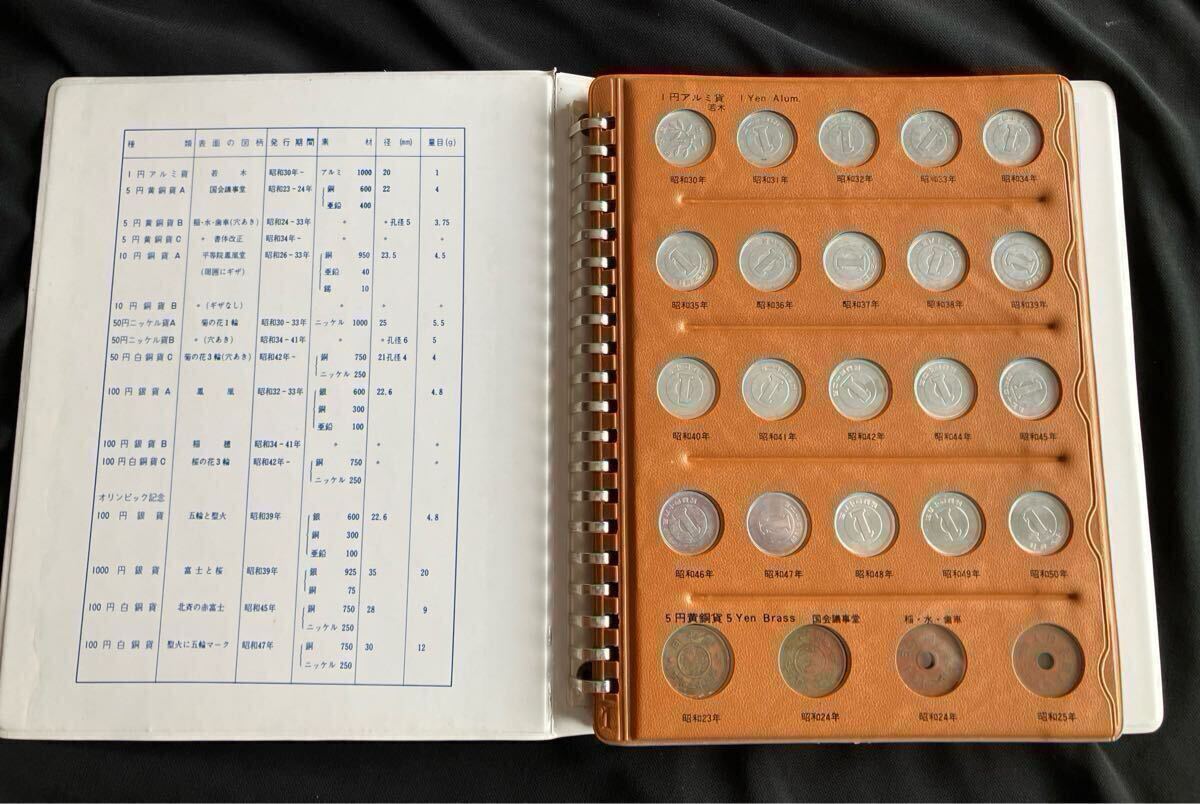 種 類 表面の図柄 発行期間 素 材 径 (mm) 量目(g)
1円アルミ貨 若 木 昭和30年- アルミ 1000 20 1
5円黄銅貨A 国会議事堂 昭和23-24年 銅 600 22 4
亜鉛 400
5円黄銅貨B 稲・水・歯車(穴あき) 昭和24-33年 〃 〃孔径5 3.75
5円黄銅貨C 〃 書体改正 昭和34年- 〃 〃 〃
10円銅貨A 平等院鳳凰堂 昭和26-33年 銅 950 23.5 4.5
(周囲にギザ) 亜鉛 40
錫 10
10円銅貨B 〃(ギザなし) 〃 〃 〃
50円ニッケル貨A 菊の花1輪 昭和30-33年 ニッケル 1000 25 5.5
50円ニッケル貨B 〃 (穴あき) 昭和34-41年 〃 〃孔径6 5
50円白銅貨C 菊の花3輪(穴あき) 昭和42年- 銅 750 21孔径4 4
ニッケル 250
100円銀貨A 鳳 凰 昭和32-33年 銀 600 22.6 4.8
銅 300
亜鉛 100
100円銀貨B 稲 穂 昭和34-41年 〃 〃 〃
100円白銅貨C 桜の花3輪 昭和42年- 銅 750 〃 〃
ニッケル 250
オリンピック記念
100円銀貨 五輪と聖火 昭和39年 銀 600 22.6 4.8
銅 300
亜鉛 100
1000円銀貨 富士と桜 昭和39年 銀 925 35 20
銅 75
100円白銅貨 北斉の赤富士 昭和45年 銅 750 28 9
ニッケル 250
100円白銅貨 聖火に五輪マーク 昭和47年 銅 750 30 12
ニッケル 250
1円アルミ貨 1 Yen Alum.
若木
昭和30年 昭和31年 昭和32年 昭和33年 昭和34年
昭和35年 昭和36年 昭和37年 昭和38年 昭和39年
昭和40年 昭和41年 昭和42年 昭和44年 昭和45年
昭和46年 昭和47年 昭和48年 昭和49年 昭和50年
5円黄銅貨 5 Yen Brass 国会議事堂 稲・水・歯車
昭和23年 昭和24年 昭和24年 昭和25年
1